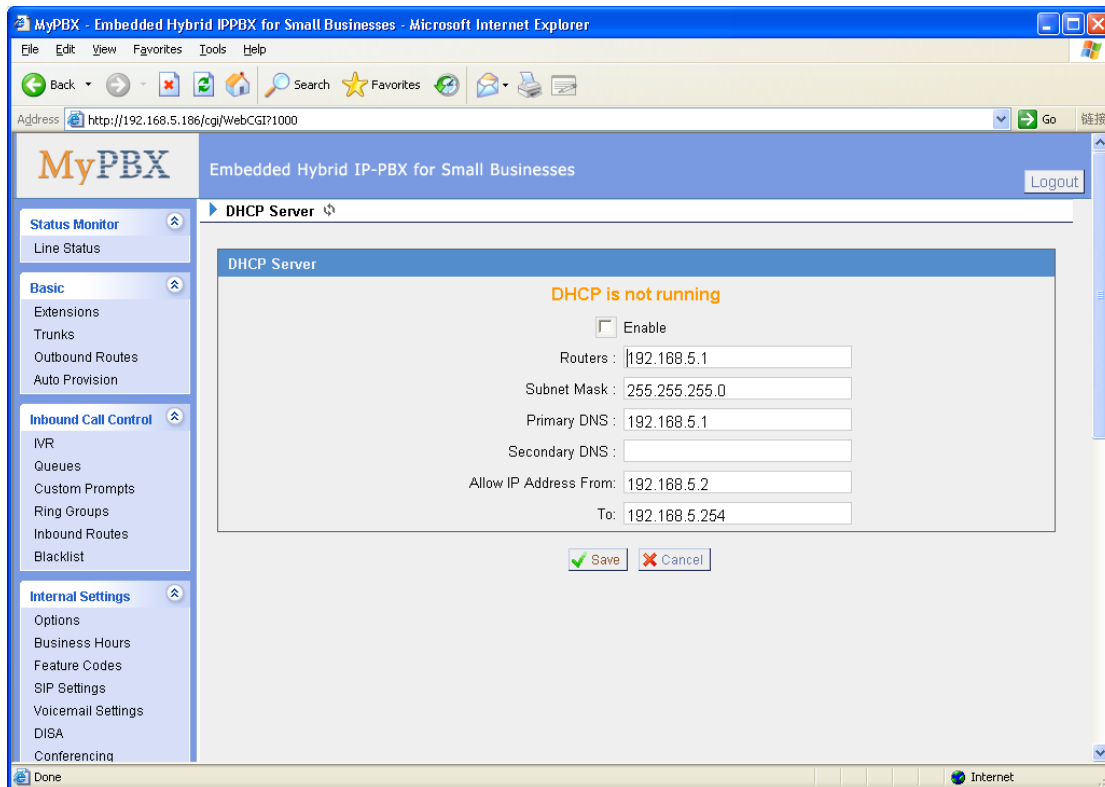 MyPBX - Embedded Hybrid IPPBX for Small Businesses - Microsoft Internet Explorer
File Edit View Favorites Tools Help
Back Search Favorites
Address http://192.168.5.186/cgi/WebCGI?1000 Go 链接
MyPBX
Embedded Hybrid IP-PBX for Small Businesses
Logout
Status Monitor
Line Status
Basic
Extensions
Trunks
Outbound Routes
Auto Provision
Inbound Call Control
IVR
Queues
Custom Prompts
Ring Groups
Inbound Routes
Blacklist
Internal Settings
Options
Business Hours
Feature Codes
SIP Settings
Voicemail Settings
DISA
Conferencing
DHCP Server
DHCP Server
DHCP is not running
Enable
Routers : 192.168.5.1
Subnet Mask : 255.255.255.0
Primary DNS : 192.168.5.1
Secondary DNS :
Allow IP Address From: 192.168.5.2
To: 192.168.5.254
Save Cancel
Done Internet